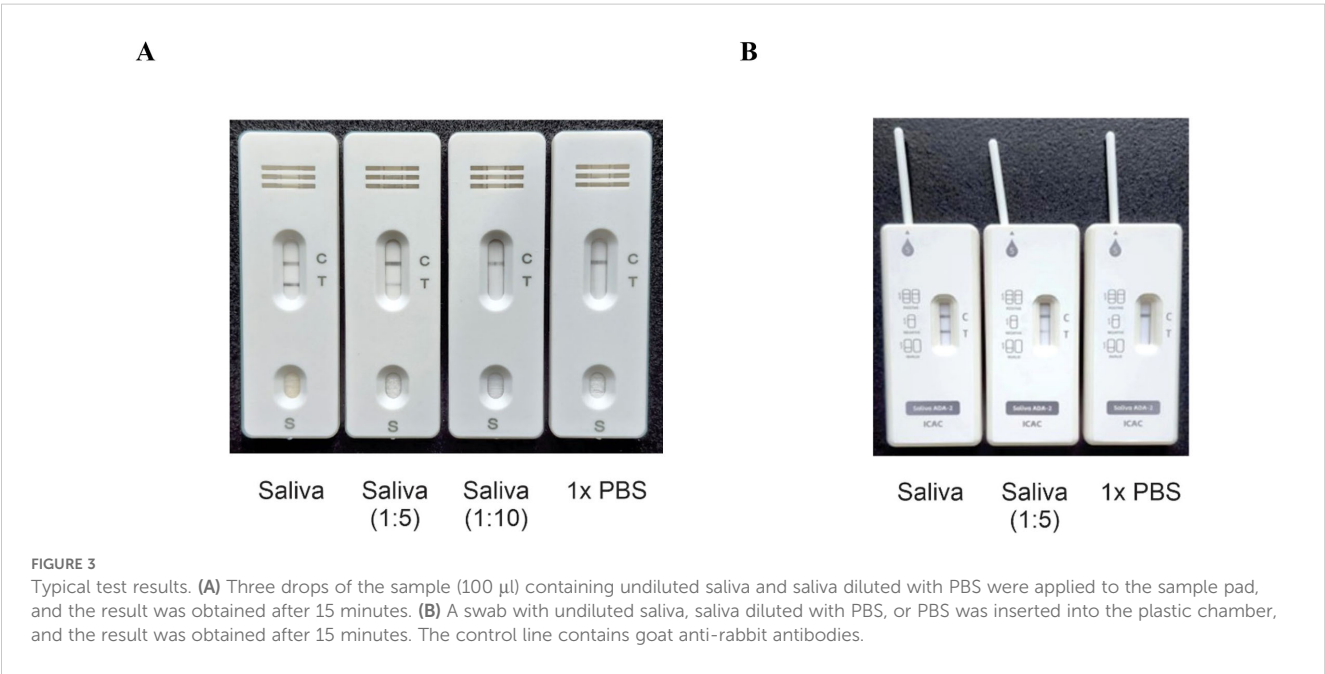 A
B
C
T
S
C
T
S
C
T
S
C
T
S
C
T
Saliva ADA-2
ICAC
C
T
Saliva ADA-2
ICAC
C
T
Saliva ADA-2
ICAC
Saliva
Saliva
(1:5)
Saliva
(1:10)
1x PBS
Saliva
Saliva
(1:5)
1x PBS
FIGURE 3
Typical test results. (A) Three drops of the sample (100 µl) containing undiluted saliva and saliva diluted with PBS were applied to the sample pad,
and the result was obtained after 15 minutes. (B) A swab with undiluted saliva, saliva diluted with PBS, or PBS was inserted into the plastic chamber,
and the result was obtained after 15 minutes. The control line contains goat anti-rabbit antibodies.